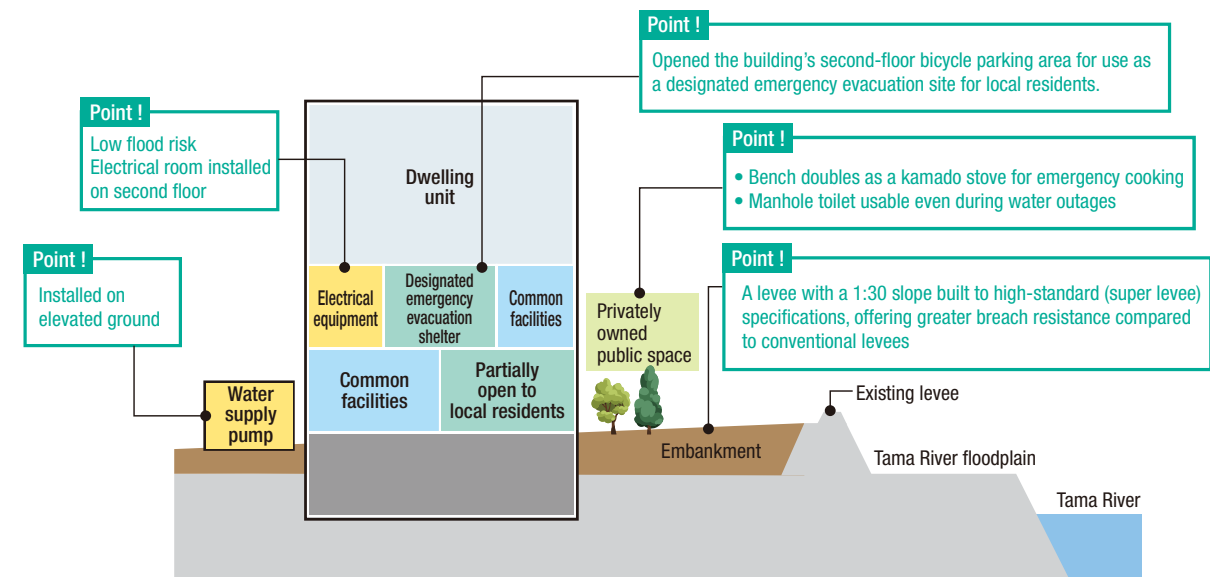 Point !
Opened the building's second-floor bicycle parking area for use as
a designated emergency evacuation site for local residents.
Point !
Low flood risk
Electrical room installed
on second floor
Point !
• Bench doubles as a kamado stove for emergency cooking
• Manhole toilet usable even during water outages
Dwelling
unit
Point !
Installed on
elevated ground
Point !
A levee with a 1:30 slope built to high-standard (super levee)
specifications, offering greater breach resistance compared
to conventional levees
Electrical
equipment
Designated
emergency
evacuation
shelter
Common
facilities
Privately
owned
public space
Common
facilities
Partially
open to
local residents
Water
supply
pump
Existing levee
Embankment
Tama River floodplain
Tama River